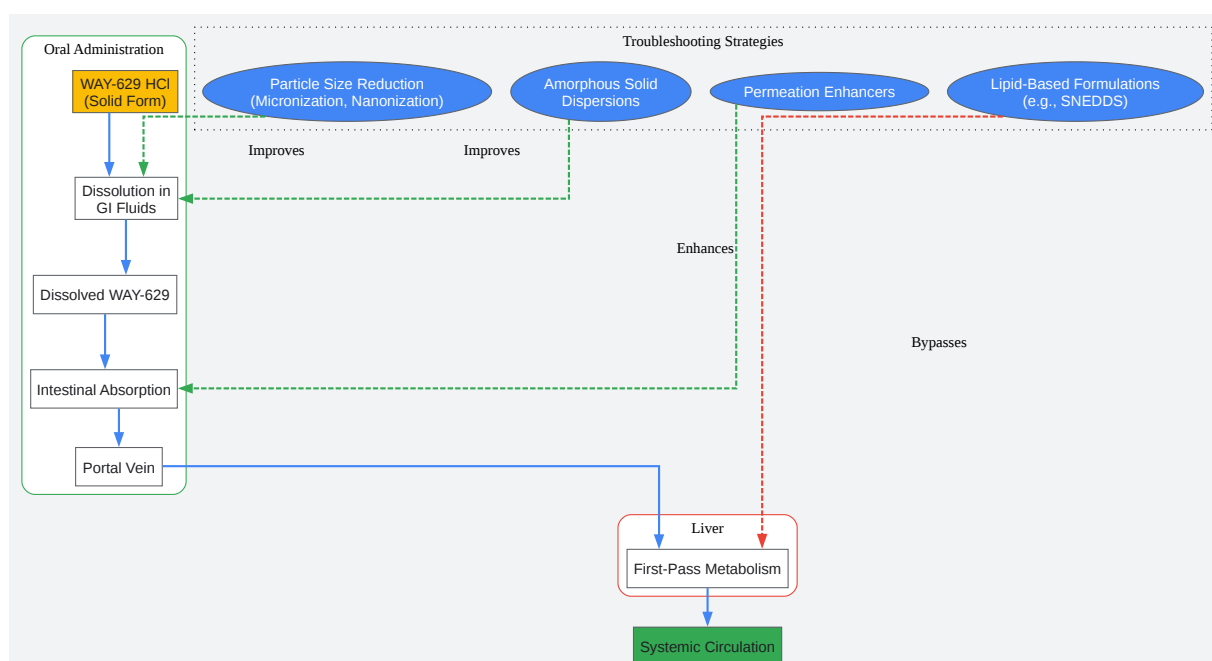 Oral Administration
Troubleshooting Strategies
WAY-629 HCl
(Solid Form)
Particle Size Reduction
(Micronization, Nanonization)
Amorphous Solid
Dispersions
Permeation Enhancers
Lipid-Based Formulations
(e.g., SNEDDS)
Improves
Improves
Dissolution in
GI Fluids
Enhances
Dissolved WAY-629
Bypasses
Intestinal Absorption
Portal Vein
Liver
First-Pass Metabolism
Systemic Circulation